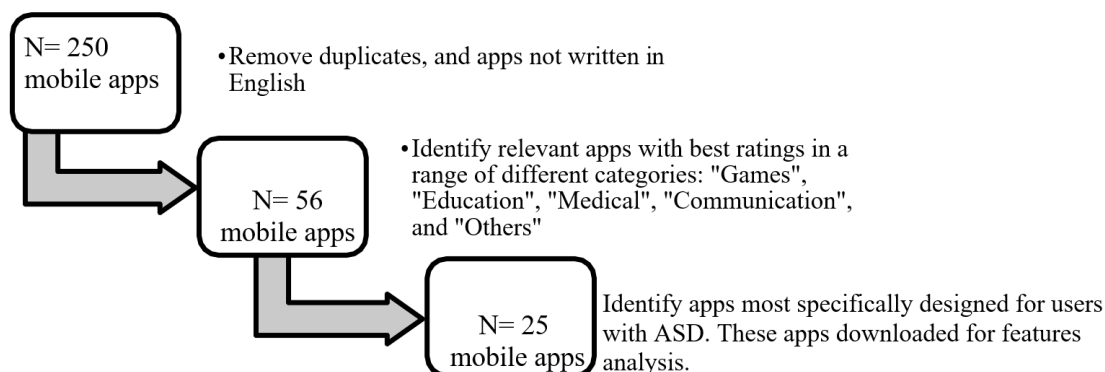 N= 250
mobile apps
•Remove duplicates, and apps not written in
English
N= 56
mobile apps
•Identify relevant apps with best ratings in a
range of different categories: "Games",
"Education", "Medical", "Communication",
and "Others"
N= 25
mobile apps
Identify apps most specifically designed for users
with ASD. These apps downloaded for features
analysis.